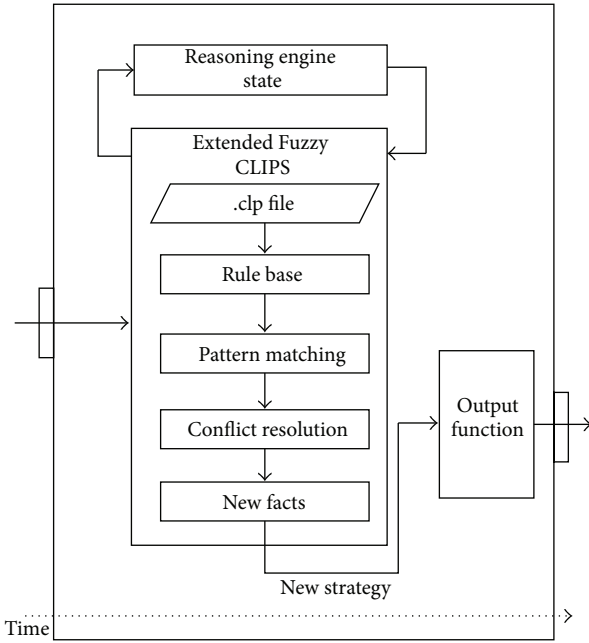 Reasoning engine
state
Extended Fuzzy
CLIPS
.clp file
Rule base
Pattern matching
Conflict resolution
New facts
Output
function
New strategy
Time